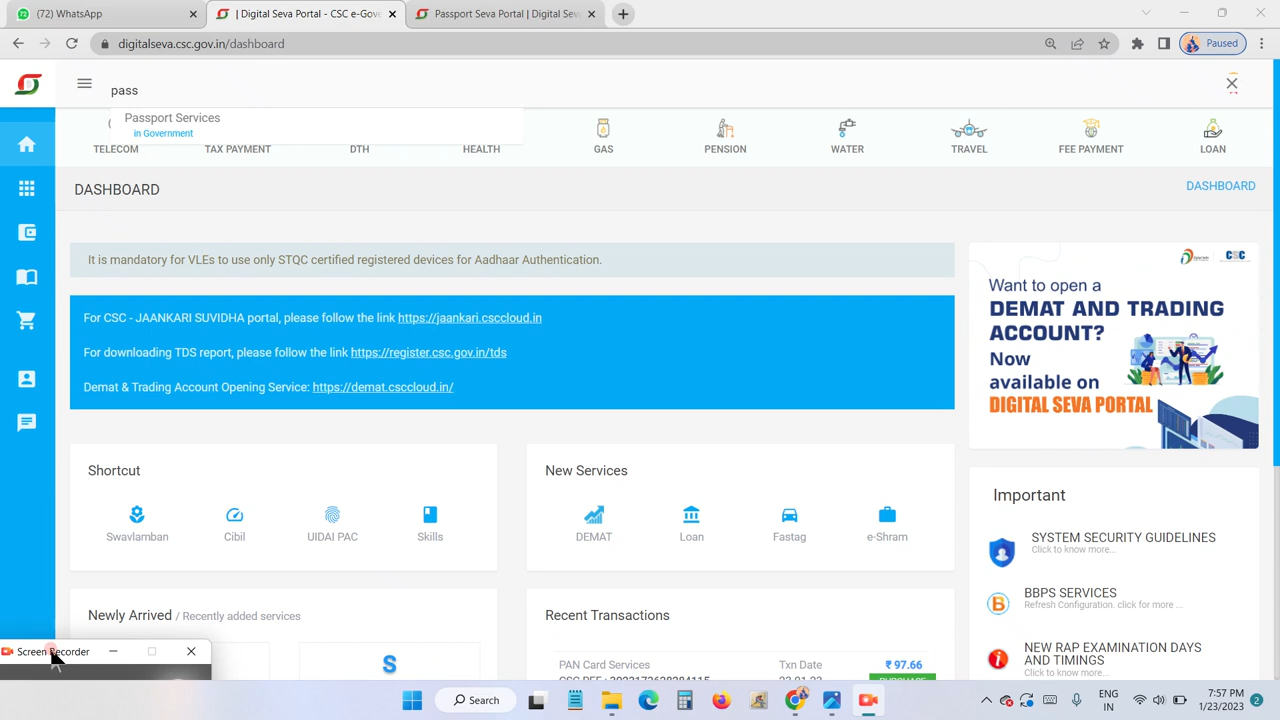 (72) WhatsApp
| Digital Seva Portal - CSC e-Gov
Passport Seva Portal | Digital Sev
digitalseva.csc.gov.in/dashboard
Paused
pass
Passport Services
in Government
TELECOM
TAX PAYMENT
DTH
HEALTH
GAS
PENSION
WATER
TRAVEL
FEE PAYMENT
LOAN
DASHBOARD
DASHBOARD
It is mandatory for VLEs to use only STQC certified registered devices for Aadhaar Authentication.
For CSC - JAANKARI SUVIDHA portal, please follow the link https://jaankari.csccloud.in
For downloading TDS report, please follow the link https://register.csc.gov.in/tds
Demat & Trading Account Opening Service: https://demat.csccloud.in/
CSC
Want to open a
DEMAT AND TRADING
ACCOUNT?
Now
available on
DIGITAL SEVA PORTAL
Shortcut
Swavlamban
Cibil
UIDAI PAC
Skills
New Services
DEMAT
Loan
Fastag
e-Shram
Important
SYSTEM SECURITY GUIDELINES
Click to know more...
BBPS SERVICES
Refresh Configuration. click for more ...
NEW RAP EXAMINATION DAYS
AND TIMINGS
Click to know more...
Newly Arrived / Recently added services
Recent Transactions
PAN Card Services
Txn Date
₹ 97.66
Screen Recorder
Search
ENG
IN
7:57 PM
1/23/2023
2